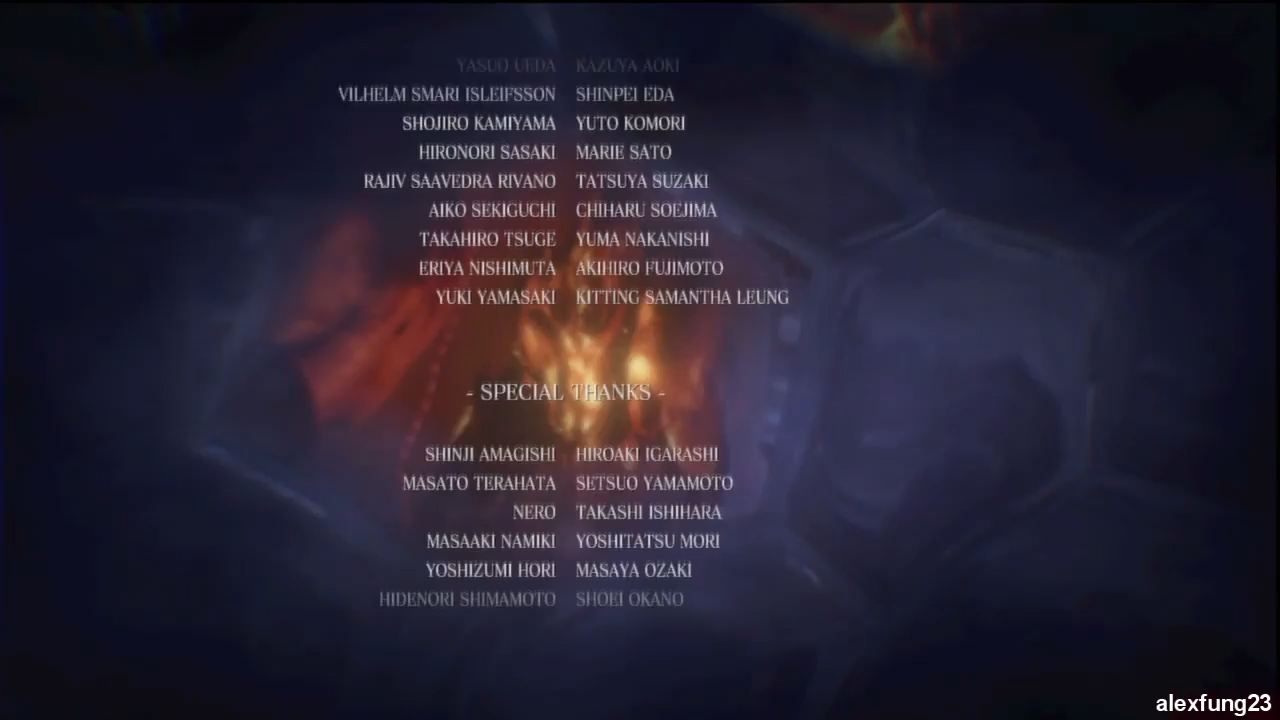 YASUO UEDA KAZUYA AOKI
VILHELM SMARI ISLEIFSSON SHINPEI EDA
SHOJIRO KAMIYAMA YUTO KOMORI
HIRONORI SASAKI MARIE SATO
RAJIV SAAVEDRA RIVANO TATSUYA SUZAKI
AIKO SEKIGUCHI CHIHARU SOEJIMA
TAKAHIRO TSUGE YUMA NAKANISHI
ERIYA NISHIMUTA AKIHIRO FUJIMOTO
YUKI YAMASAKI KITTING SAMANTHA LEUNG
- SPECIAL THANKS -
SHINJI AMAGISHI HIROAKI IGARASHI
MASATO TERAHATA SETSUO YAMAMOTO
NERO TAKASHI ISHIHARA
MASAAKI NAMIKI YOSHITATSU MORI
YOSHIZUMI HORI MASAYA OZAKI
HIDENORI SHIMAMOTO SHOEI OKANO
alexfung23